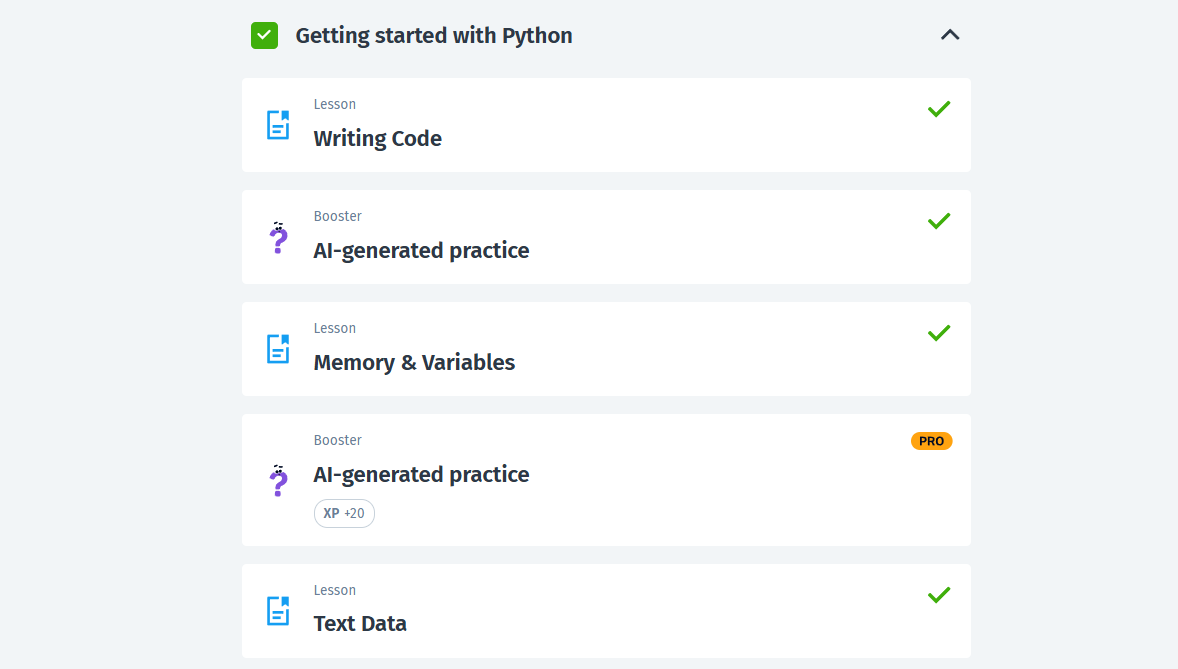 Getting started with Python
Lesson
Writing Code
Booster
AI-generated practice
Lesson
Memory & Variables
Booster
PRO
AI-generated practice
XP +20
Lesson
Text Data